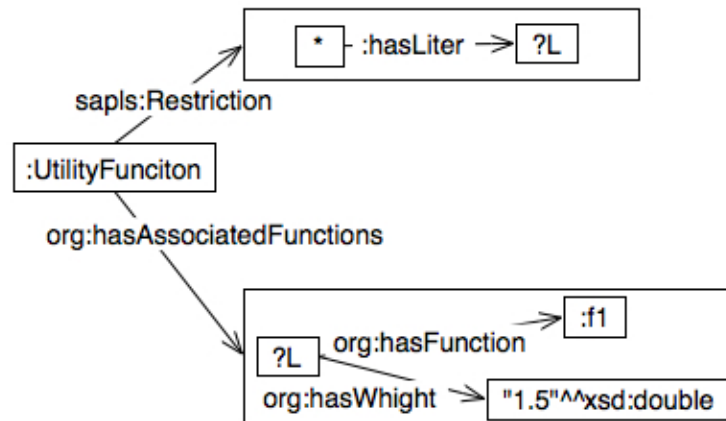 * :hasLiter ?L
sapls:Restriction
:UtilityFunciton
org:hasAssociatedFunctions
:f1
?L org:hasFunction
org:hasWhight "1.5"^^xsd:double